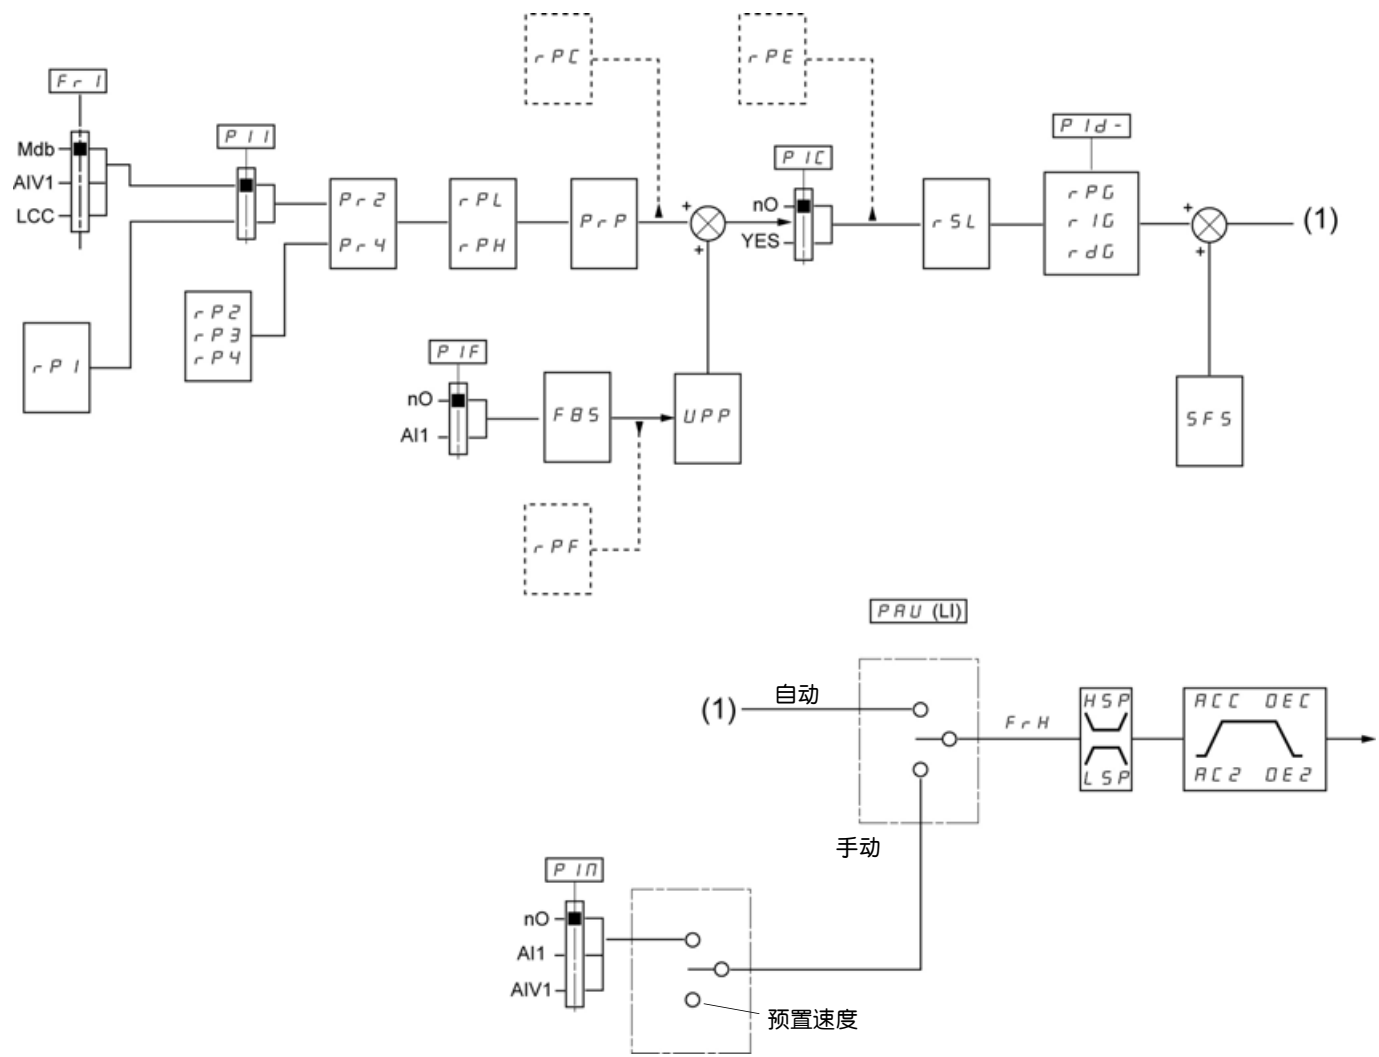 rPC
rPE
Fr1
PII
PId-
PIC
Mdb
AIV1
LCC
nO
YES
Pr2
Pr4
rPL
rPH
PrP
+
+
rSL
rPG
rIG
rdG
+
+
(1)
rP1
rP2
rP3
rP4
PIF
nO
AI1
FBS
UPP
SFS
rPF
PAU (LI)
(1)
自动
FrH
HSP
LSP
ACC DEC
AC2 DE2
手动
PIM
nO
AI1
AIV1
预置速度